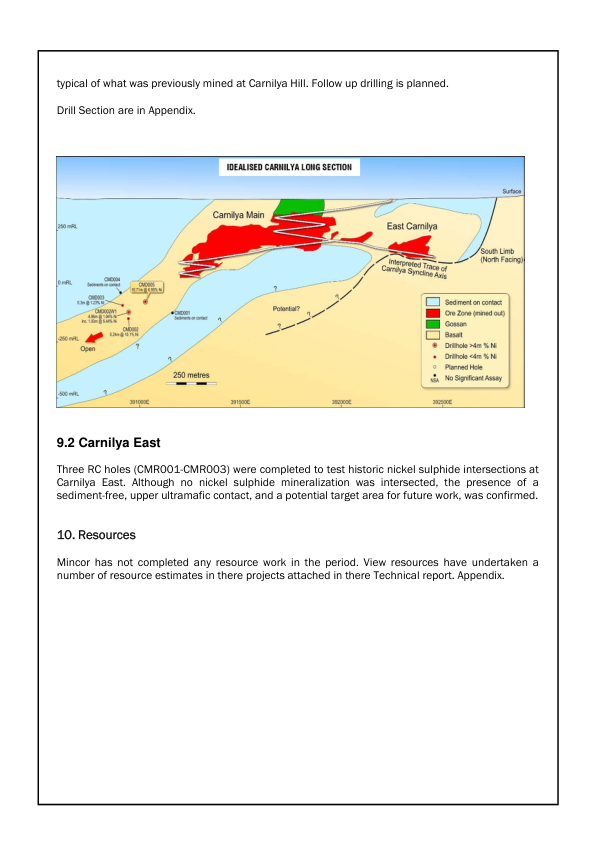 typical of what was previously mined at Carnilya Hill. Follow up drilling is planned.
Drill Section are in Appendix.
IDEALISED CARNILYA LONG SECTION
Surface
Carnilya Main
East Carnilya
250 mRL
South Limb
(North Facing)
Interpreted Trace of
Carnilya Syncline Axis
0 mRL
CMD004
Sediments on contact
CMD005
CMD003
0.3m @ 1.23% Ni
CMD002W1
CMD001
Sediments on contact
CMD002
Potential?
?
?
?
?
?
?
?
-250 mRL
Open
250 metres
-500 mRL
391000E
391500E
392000E
392500E
Sediment on contact
Ore Zone (mined out)
Gossan
Basalt
Drillhole >4m % Ni
Drillhole <4m % Ni
Planned Hole
NSA
No Significant Assay
9.2 Carnilya East
Three RC holes (CMR001-CMR003) were completed to test historic nickel sulphide intersections at
Carnilya East. Although no nickel sulphide mineralization was intersected, the presence of a
sediment-free, upper ultramafic contact, and a potential target area for future work, was confirmed.
10. Resources
Mincor has not completed any resource work in the period. View resources have undertaken a
number of resource estimates in there projects attached in there Technical report. Appendix.